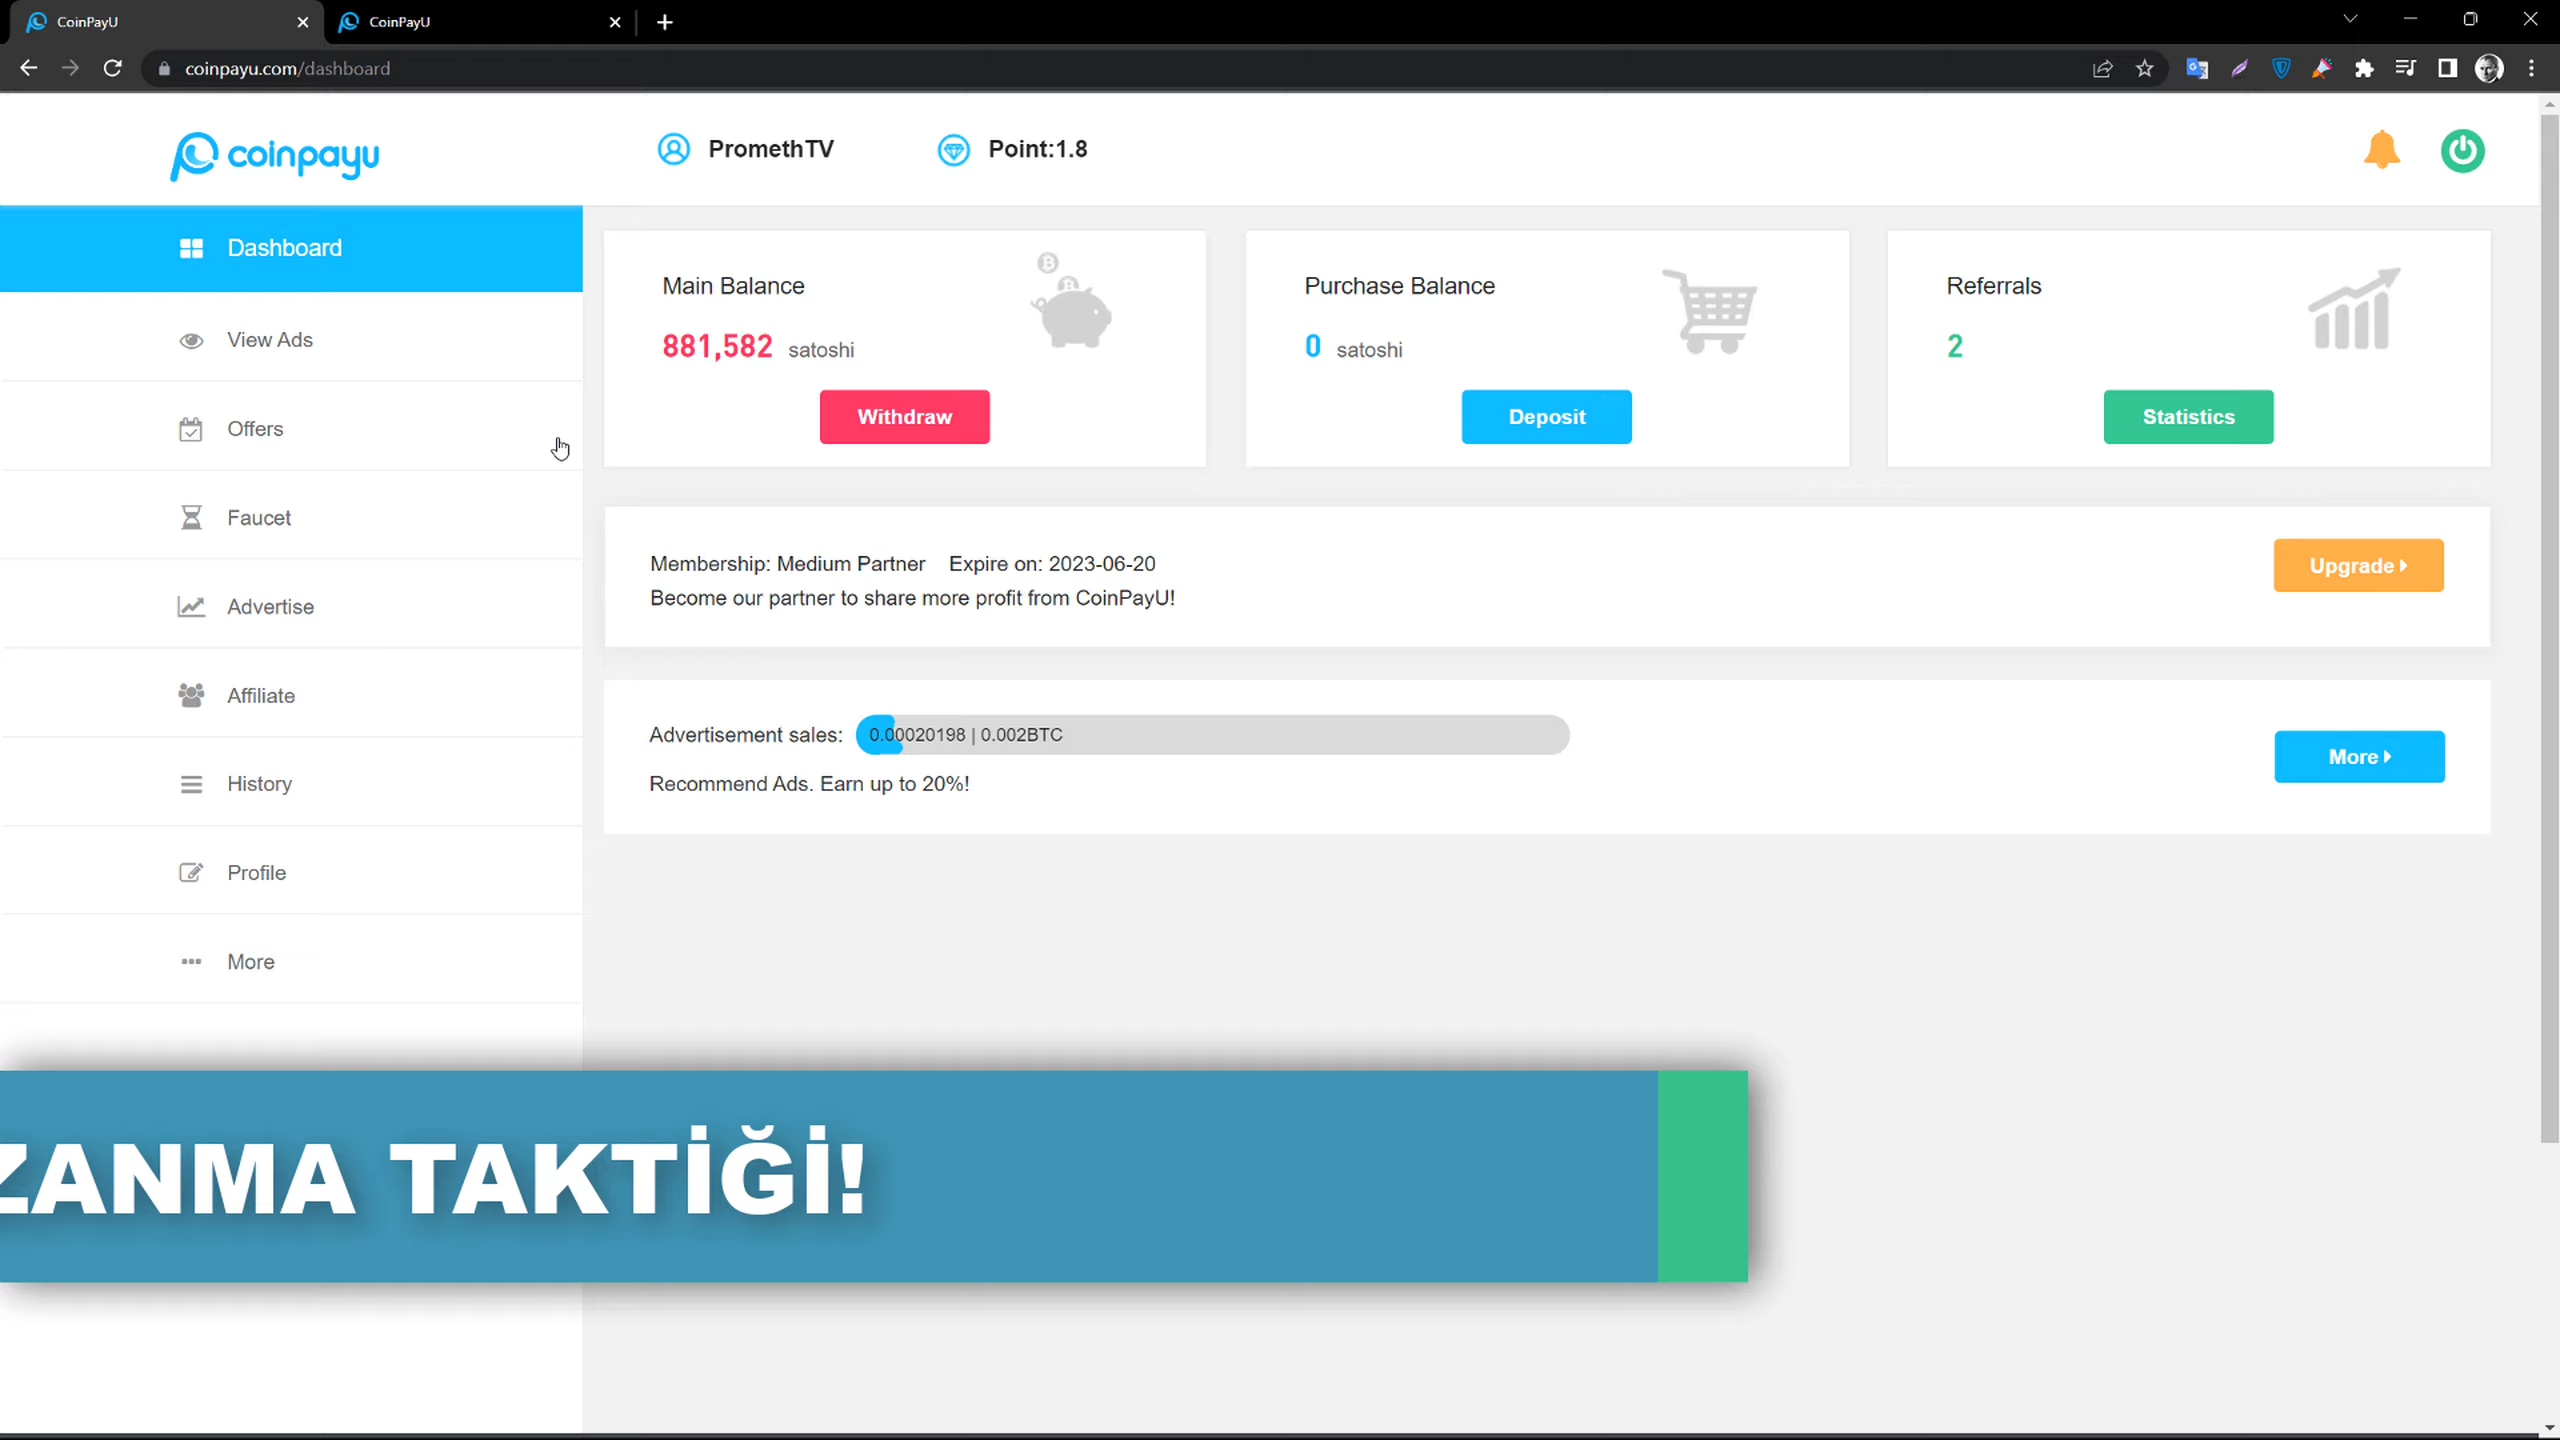 CoinPayU
CoinPayU
coinpayu.com/dashboard
coinpayu
PromethTV
Point:1.8
Dashboard
View Ads
Offers
Faucet
Advertise
Affiliate
History
Profile
More
Main Balance
881,582 satoshi
Withdraw
Purchase Balance
0 satoshi
Deposit
Referrals
2
Statistics
Membership: Medium Partner Expire on: 2023-06-20
Become our partner to share more profit from CoinPayU!
Upgrade
Advertisement sales: 0.00020198 | 0.002BTC
Recommend Ads. Earn up to 20%!
More
ZANMA TAKTİĞİ!